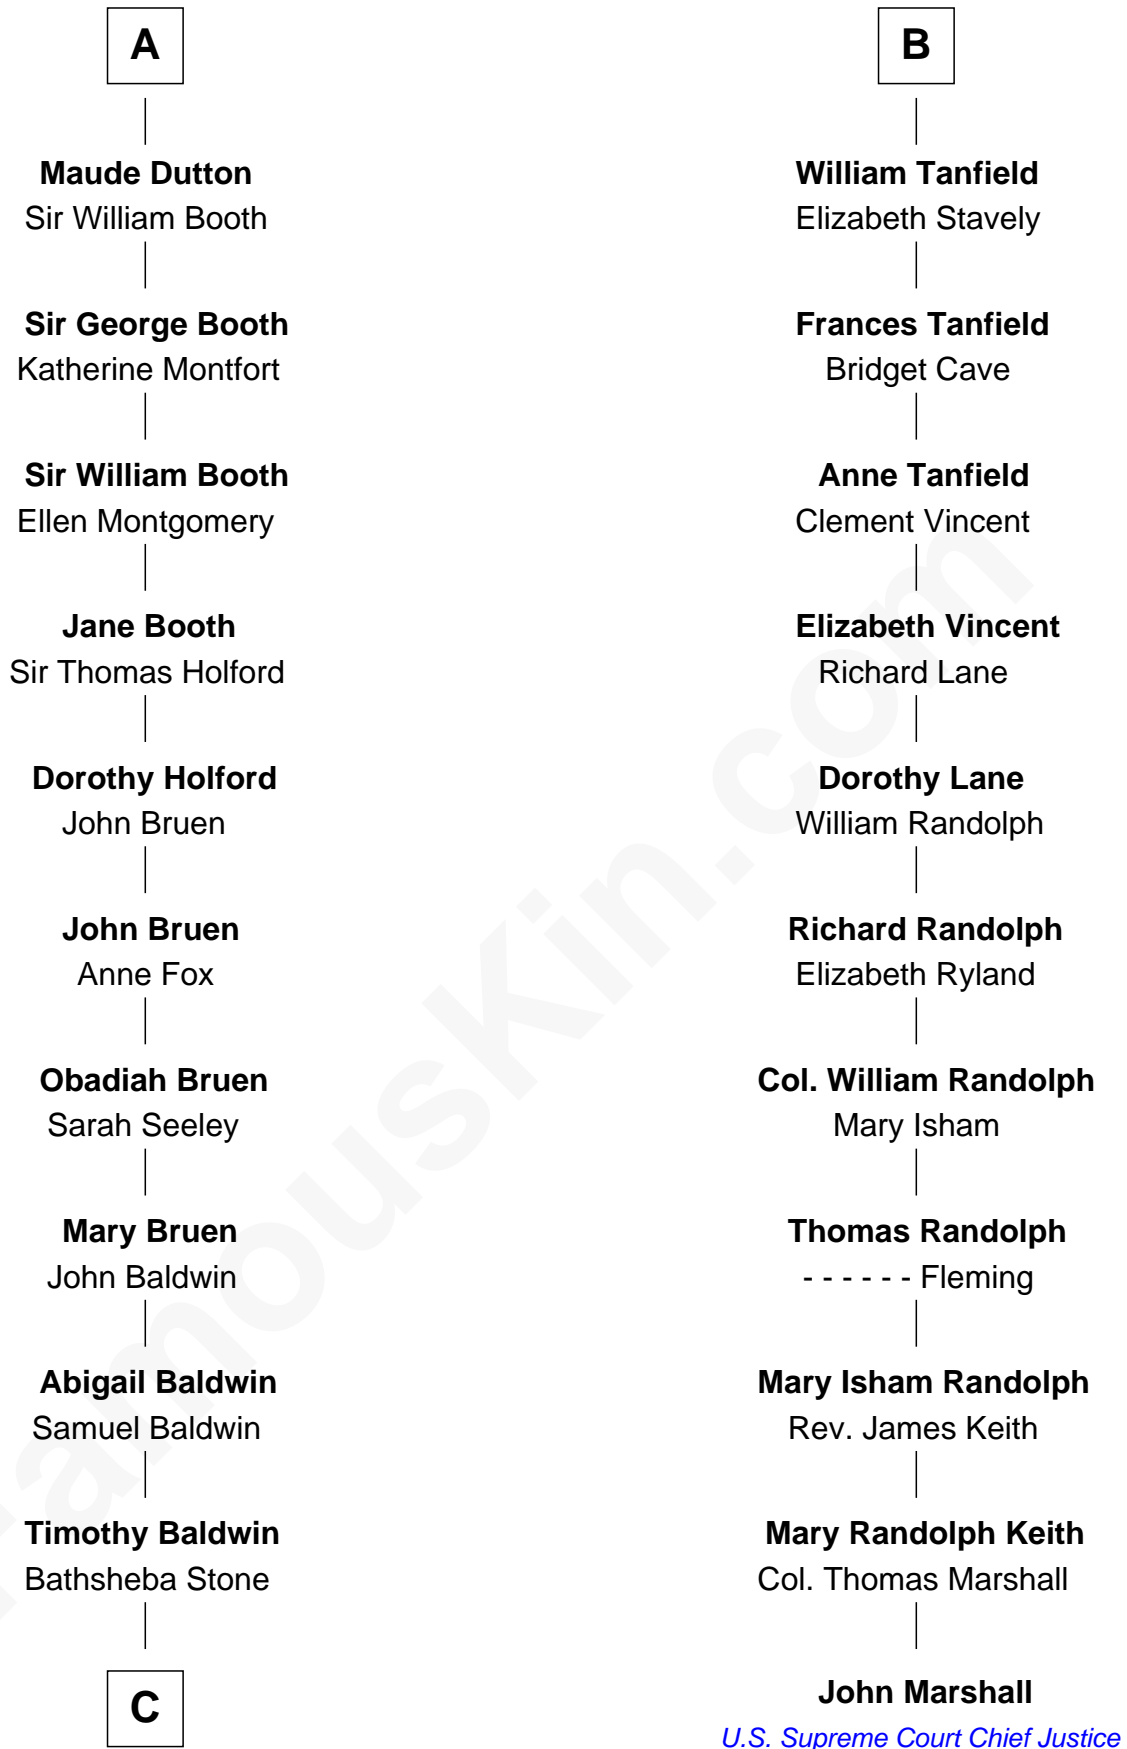 A
Maude Dutton
Sir William Booth
Sir George Booth
Katherine Montfort
Sir William Booth
Ellen Montgomery
Jane Booth
Sir Thomas Holford
Dorothy Holford
John Bruen
John Bruen
Anne Fox
Obadiah Bruen
Sarah Seeley
Mary Bruen
John Baldwin
Abigail Baldwin
Samuel Baldwin
Timothy Baldwin
Bathsheba Stone
C
B
William Tanfield
Elizabeth Stavely
Frances Tanfield
Bridget Cave
Anne Tanfield
Clement Vincent
Elizabeth Vincent
Richard Lane
Dorothy Lane
William Randolph
Richard Randolph
Elizabeth Ryland
Col. William Randolph
Mary Isham
Thomas Randolph
- - - - - - Fleming
Mary Isham Randolph
Rev. James Keith
Mary Randolph Keith
Col. Thomas Marshall
John Marshall
U.S. Supreme Court Chief Justice
FamousKin.com